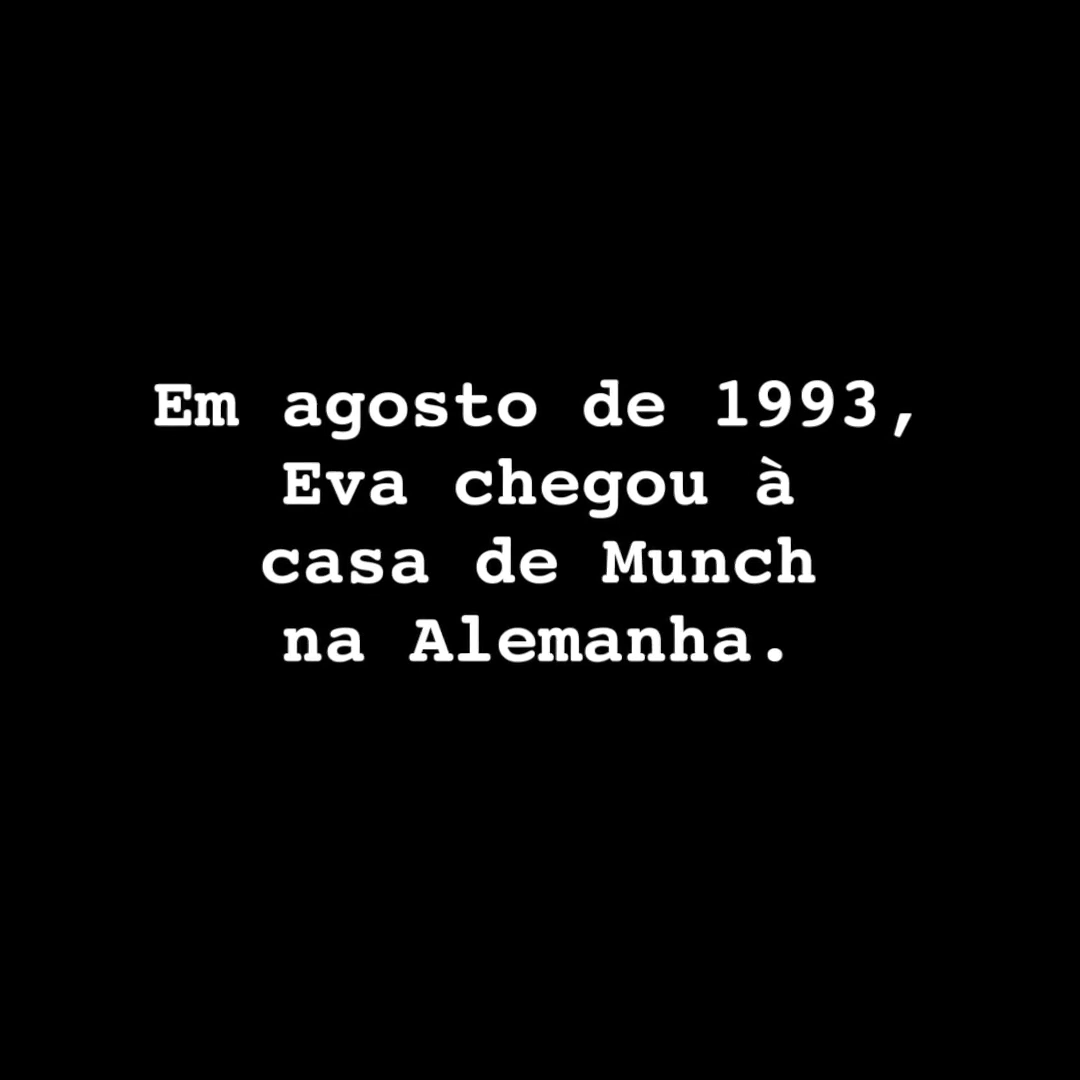 Em agosto de 1993,
Eva chegou à
casa de Munch
na Alemanha.